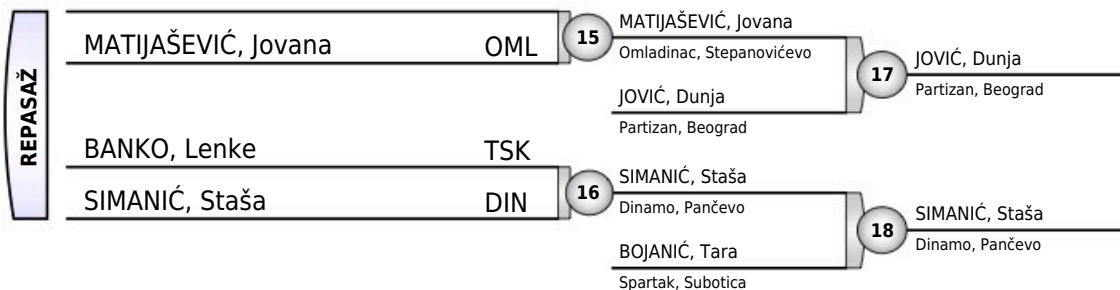 REPASAŽ
MATIJAŠEVIĆ, Jovana OML
BANKO, Lenke TSK
SIMANIĆ, Staša DIN
15
MATIJAŠEVIĆ, Jovana
Omladinac, Stepanovićevo
JOVIĆ, Dunja
Partizan, Beograd
16
SIMANIĆ, Staša
Dinamo, Pančevo
BOJANIĆ, Tara
Spartak, Subotica
17
JOVIĆ, Dunja
Partizan, Beograd
18
SIMANIĆ, Staša
Dinamo, Pančevo